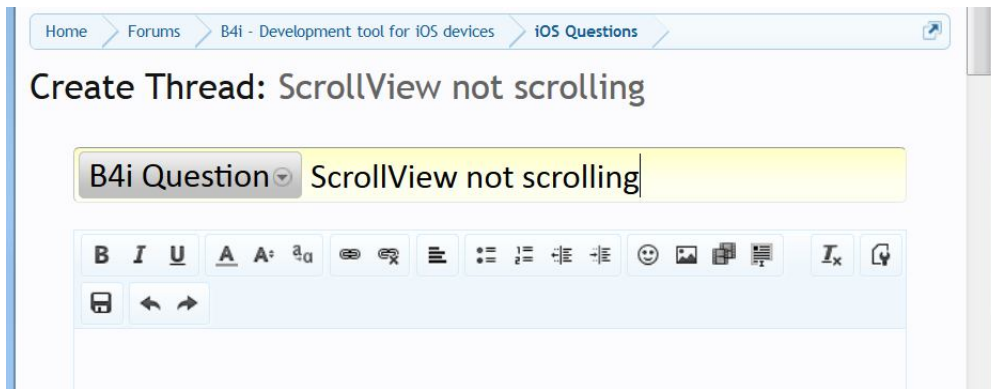 Home Forums B4i - Development tool for iOS devices iOS Questions
Create Thread: ScrollView not scrolling
B4i Question ScrollView not scrolling
B I U A A